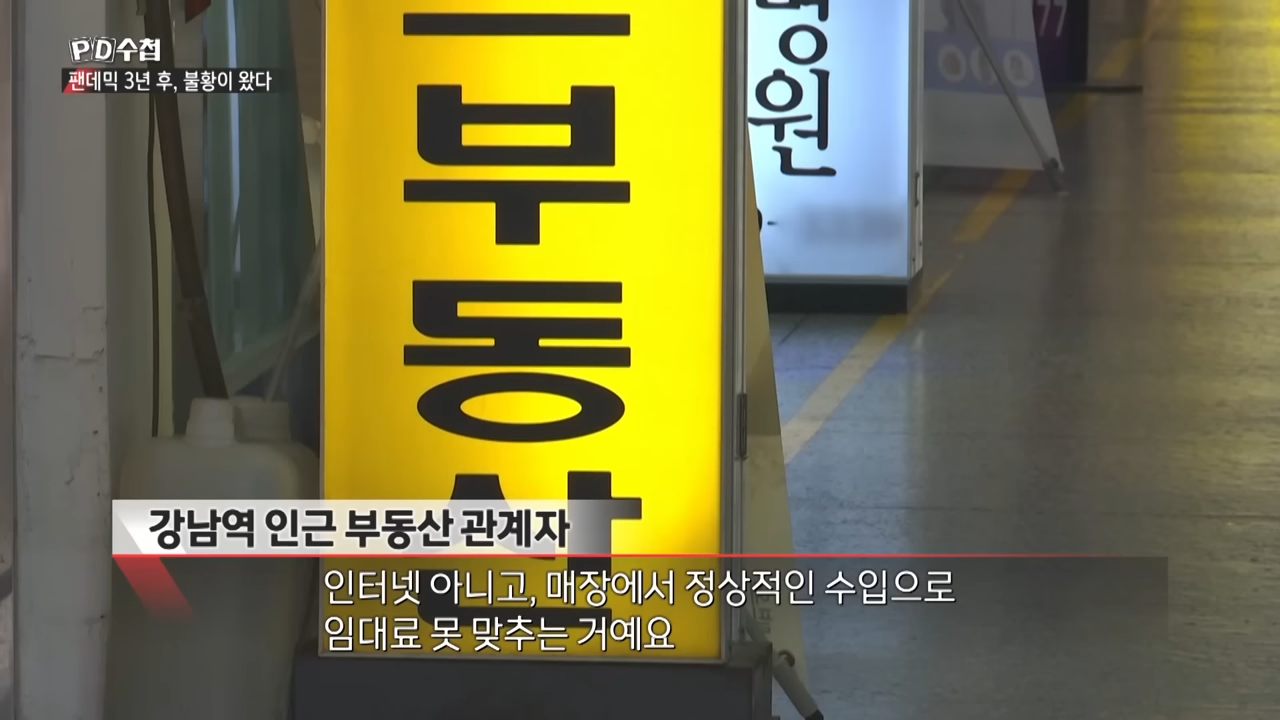 PD수첩
팬데믹 3년 후, 불황이 왔다
부동산
병원
77
강남역 인근 부동산 관계자
인터넷 아니고, 매장에서 정상적인 수입으로
임대료 못 맞추는 거예요